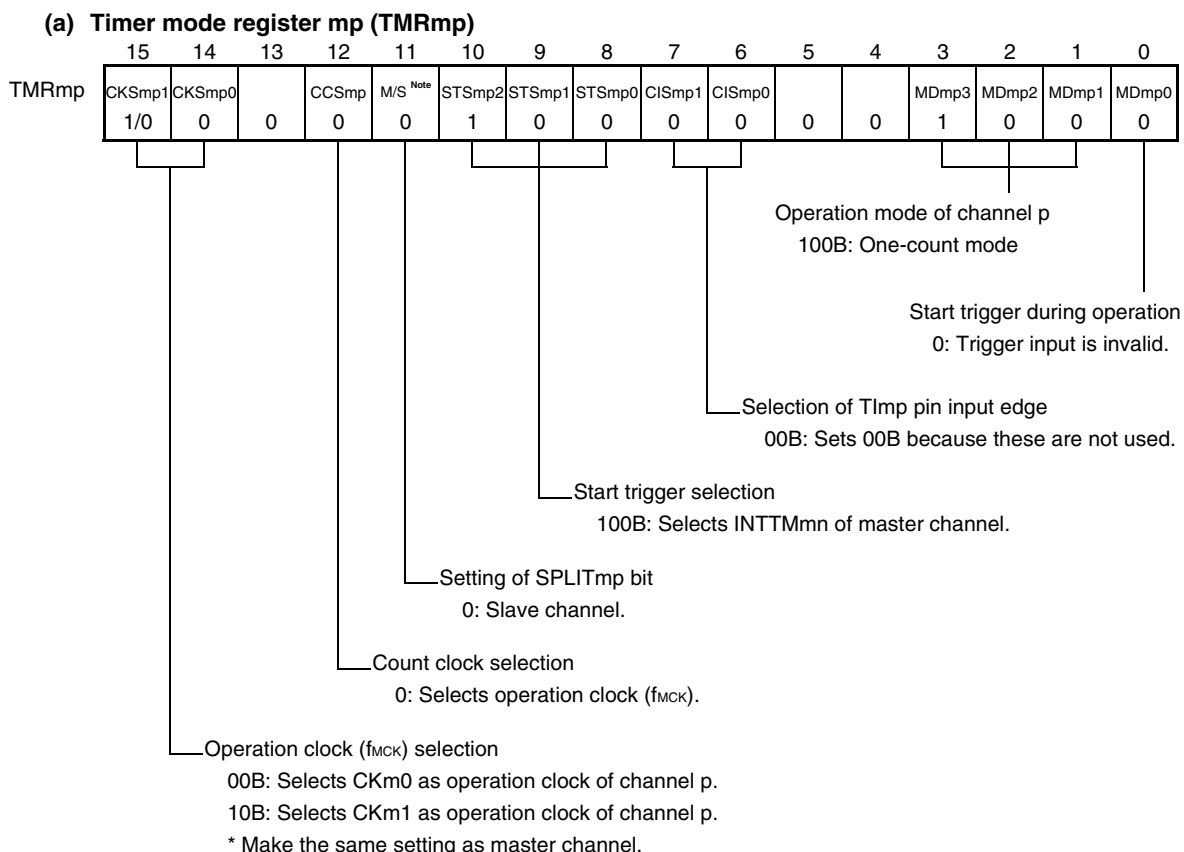 (a) Timer mode register mp (TMRmp)
15 14 13 12 11 10 9 8 7 6 5 4 3 2 1 0
TMRmp CKSmp1 CKSmp0 CCSmp M/S Note STSmp2 STSmp1 STSmp0 CISmp1 CISmp0 MDmp3 MDmp2 MDmp1 MDmp0
1/0 0 0 0 0 1 0 0 0 0 0 0 1 0 0 0
Operation mode of channel p
100B: One-count mode
Start trigger during operation
0: Trigger input is invalid.
Selection of TImp pin input edge
00B: Sets 00B because these are not used.
Start trigger selection
100B: Selects INTTMmn of master channel.
Setting of SPLITmp bit
0: Slave channel.
Count clock selection
0: Selects operation clock (fMCK).
Operation clock (fMCK) selection
00B: Selects CKm0 as operation clock of channel p.
10B: Selects CKm1 as operation clock of channel p.
* Make the same setting as master channel.